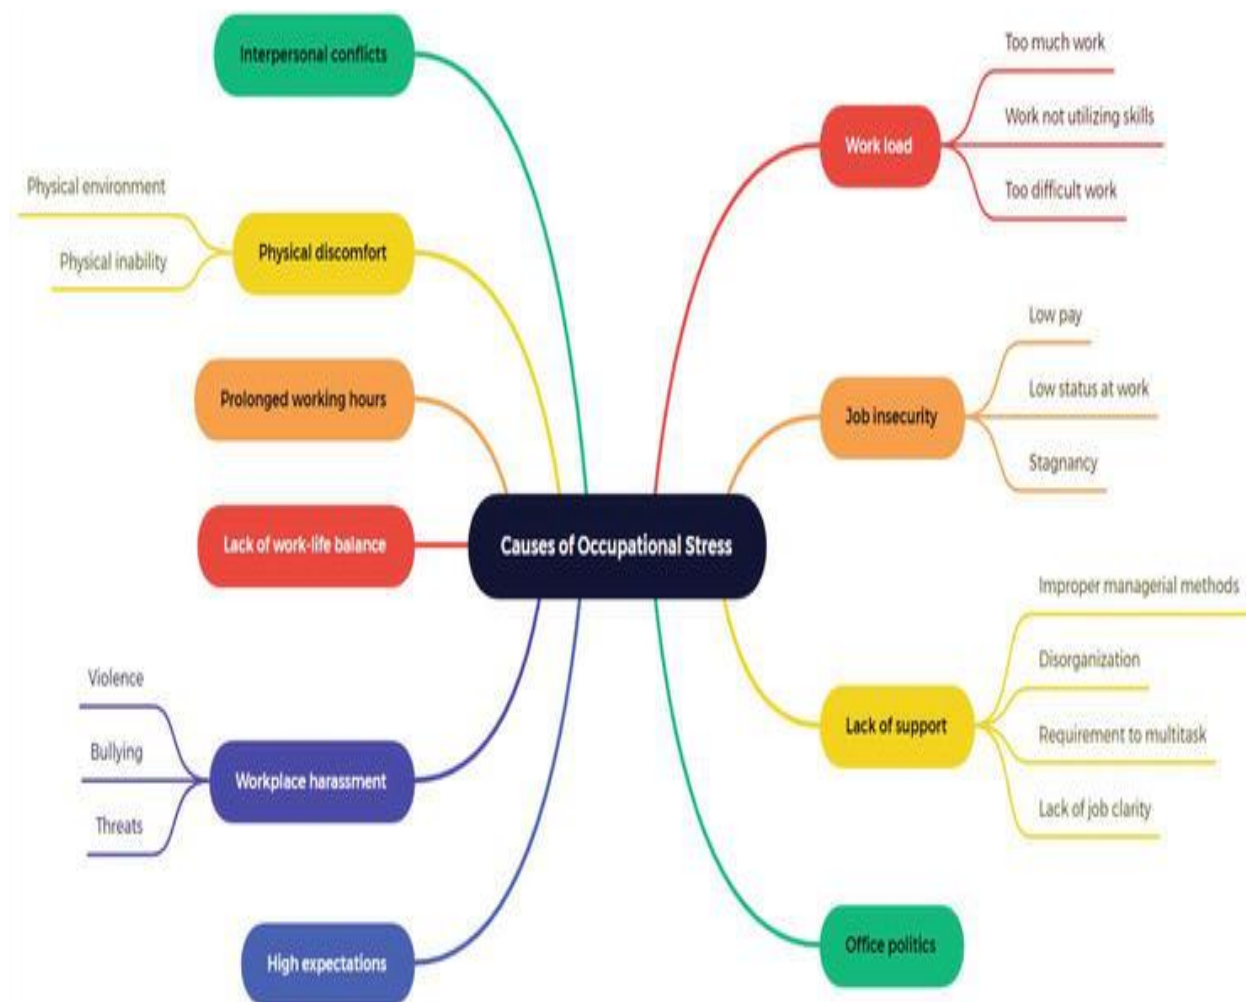 Interpersonal conflicts
Physical environment
Physical inability
Physical discomfort
Prolonged working hours
Lack of work-life balance
Violence
Bullying
Threats
Workplace harassment
High expectations
Causes of Occupational Stress
Work load
Too much work
Work not utilizing skills
Too difficult work
Job insecurity
Low pay
Low status at work
Stagnancy
Lack of support
Improper managerial methods
Disorganization
Requirement to multitask
Lack of job clarity
Office politics